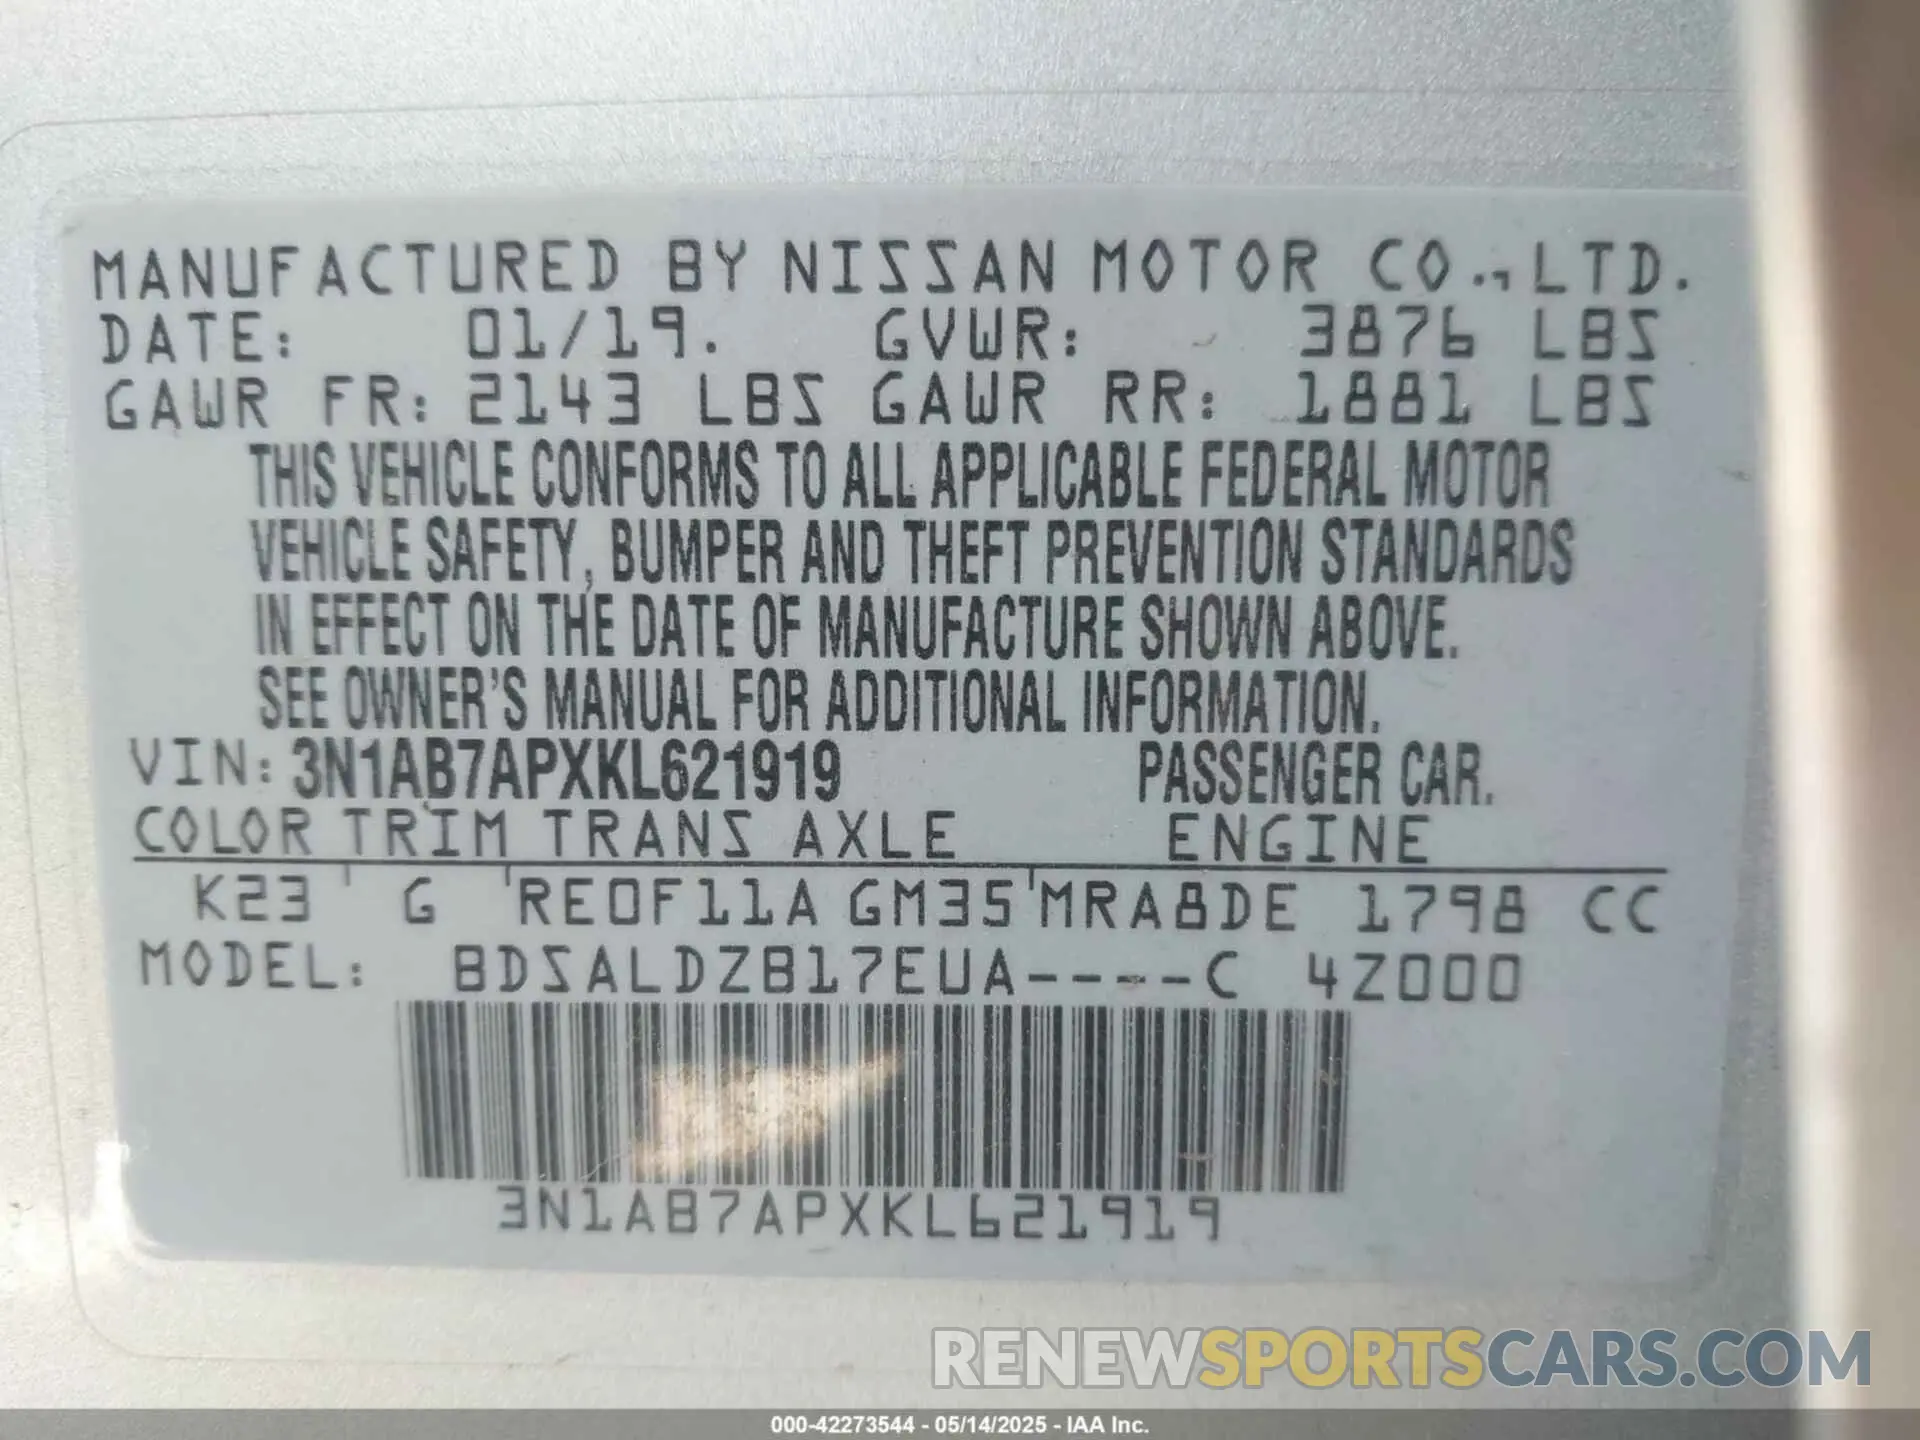 MANUFACTURED BY NISSAN MOTOR CO.,LTD.
DATE: 01/19. GVWR: 3876 LBS
GAWR FR: 2143 LBS GAWR RR: 1881 LBS
THIS VEHICLE CONFORMS TO ALL APPLICABLE FEDERAL MOTOR
VEHICLE SAFETY, BUMPER AND THEFT PREVENTION STANDARDS
IN EFFECT ON THE DATE OF MANUFACTURE SHOWN ABOVE.
SEE OWNER'S MANUAL FOR ADDITIONAL INFORMATION.
VIN: 3N1AB7APXKL621919 PASSENGER CAR.
COLOR TRIM TRANS AXLE ENGINE
K23 G RE0F11A GM35 MRA8DE 1798 CC
MODEL: BDSALDZB17EUA----C 4Z000
3N1AB7APXKL621919
RENEWSPORTSCARS.COM
000-42273544 - 05/14/2025 - IAA Inc.